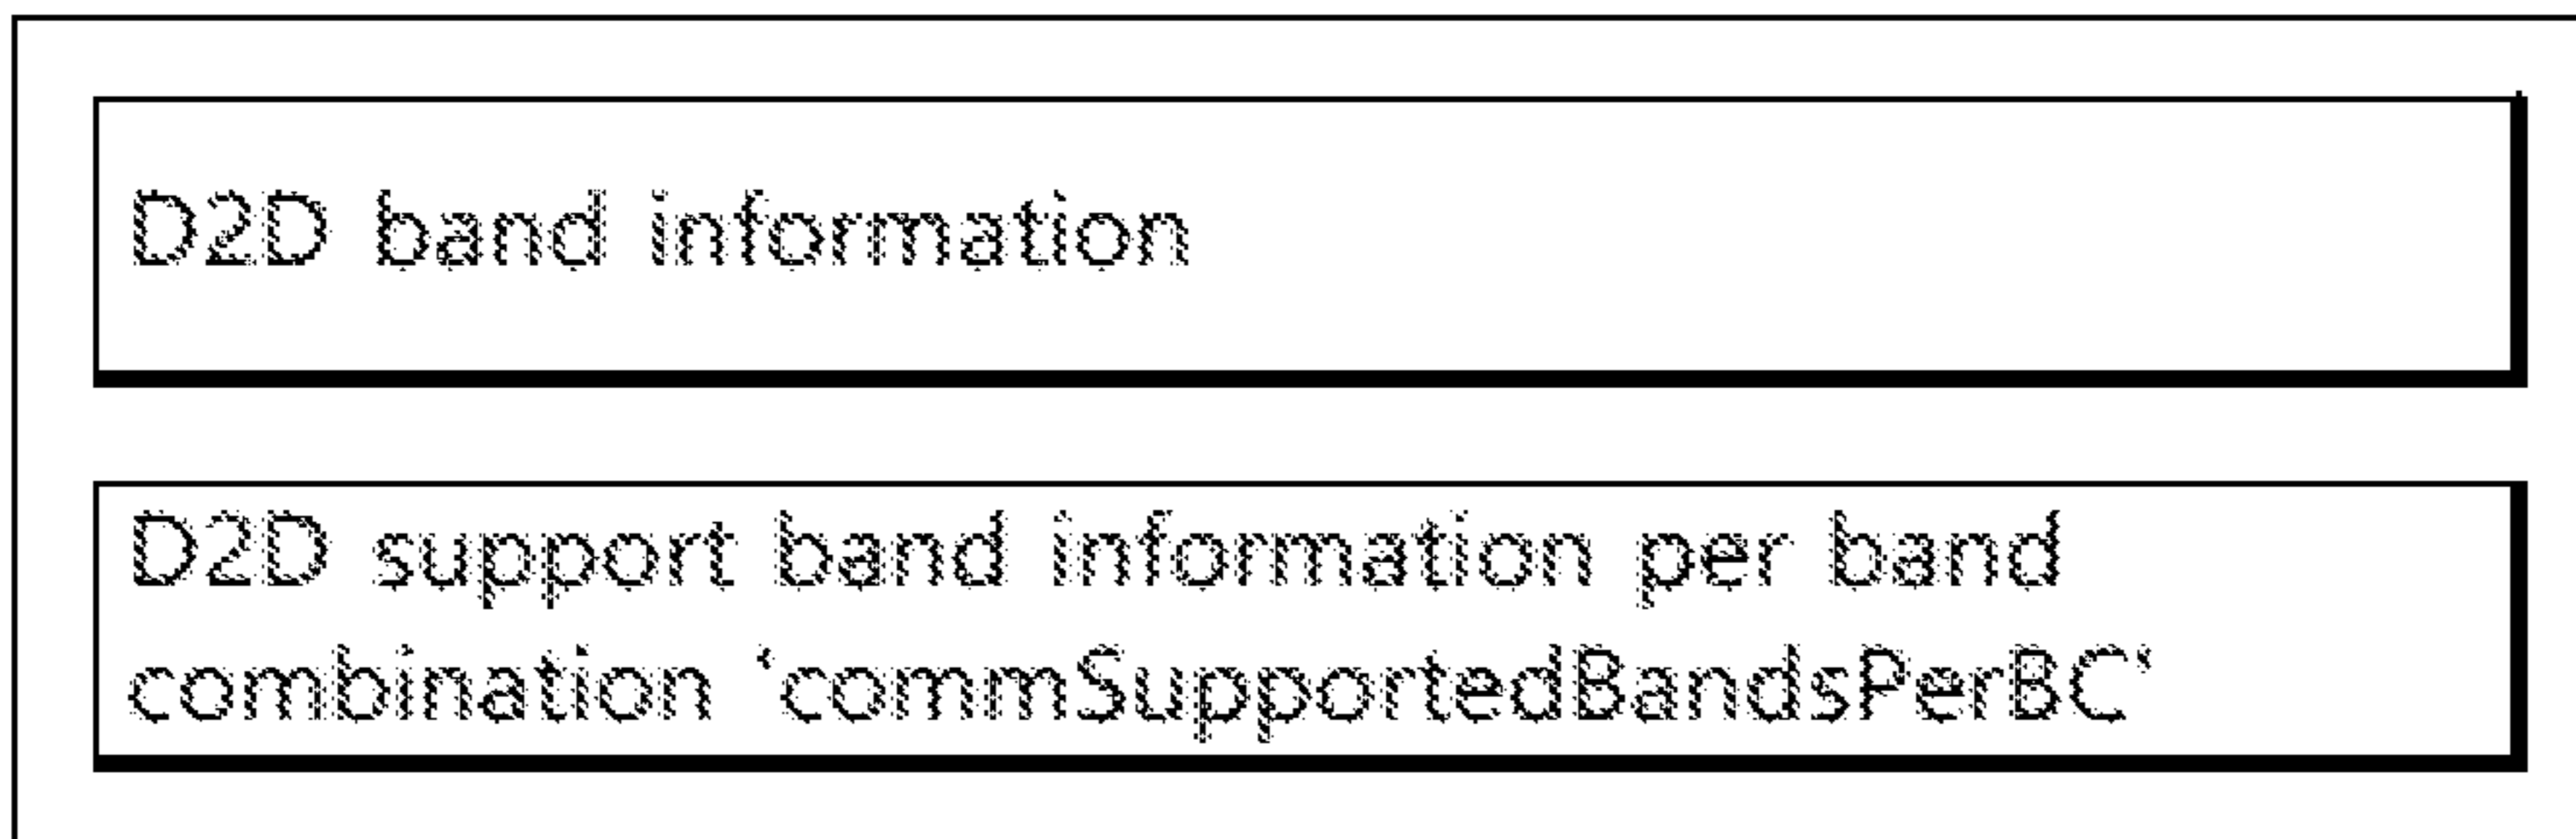 D2D band information
D2D support band information per band
combination ‘commSupportedBandsPerBC‘